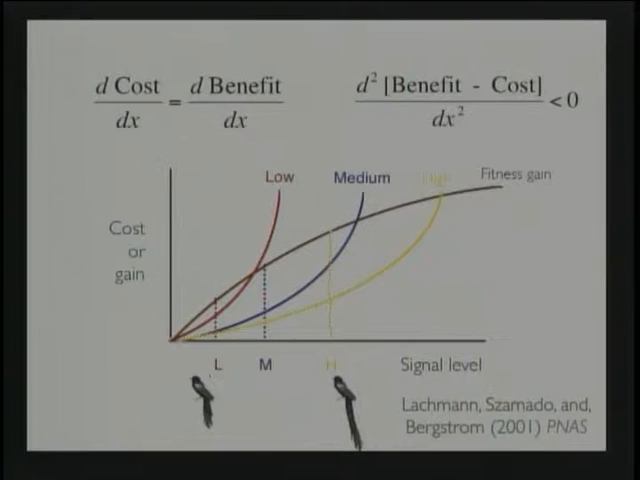 d Cost / dx = d Benefit / dx
d² [Benefit - Cost] / dx² < 0
Low Medium High Fitness gain
Cost
or
gain
L M H Signal level
Lachmann, Szamado, and,
Bergstrom (2001) PNAS